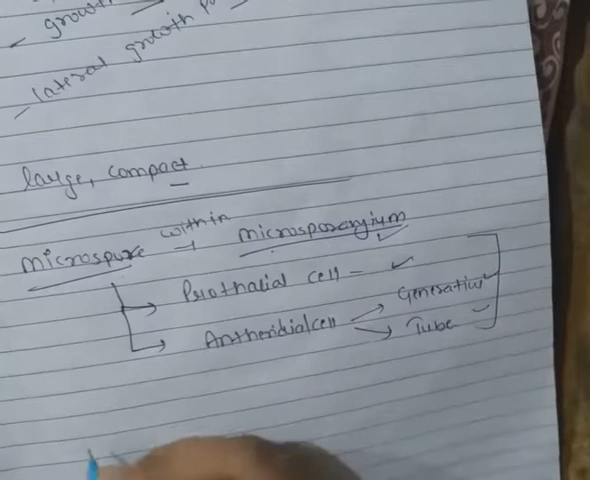 - growth
- lateral growth
large, compact
microspore within → microsporangium
Prothalial cell - ✓
Antheridial cell Generative
Tube